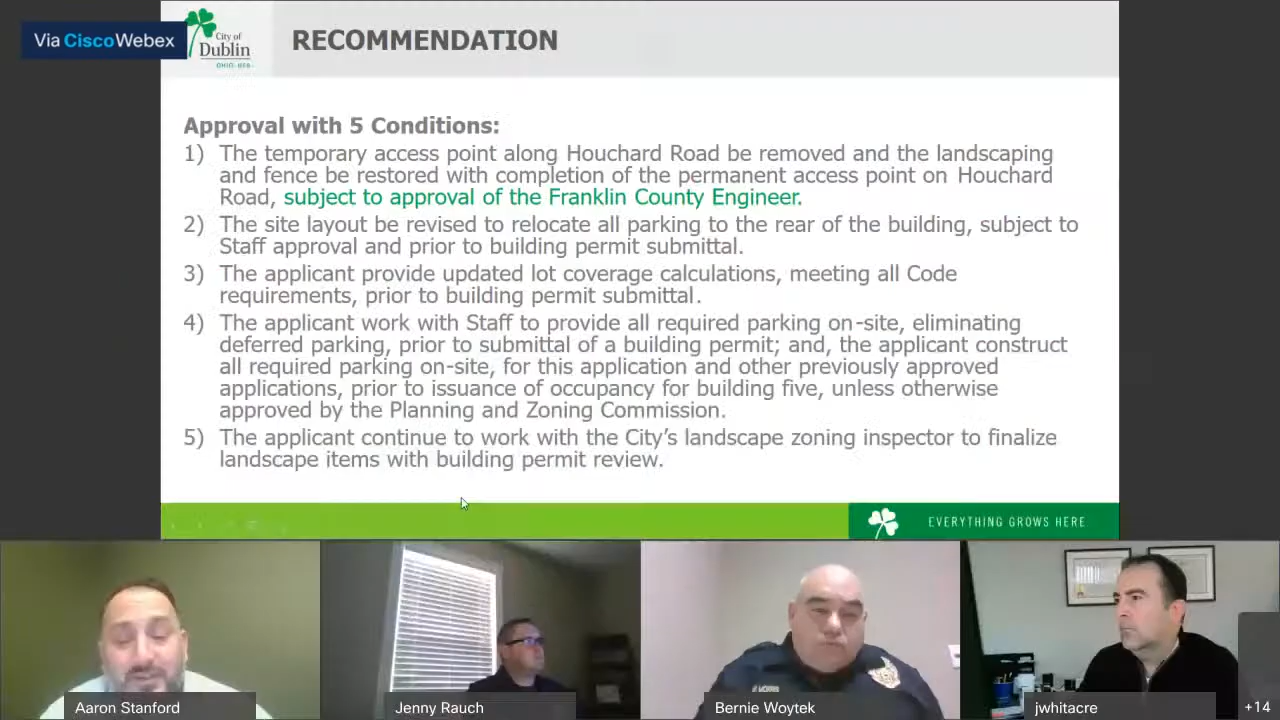 Via CiscoWebex
City of
Dublin
OHIO, USA
RECOMMENDATION
Approval with 5 Conditions:
1) The temporary access point along Houchard Road be removed and the landscaping
and fence be restored with completion of the permanent access point on Houchard
Road, subject to approval of the Franklin County Engineer.
2) The site layout be revised to relocate all parking to the rear of the building, subject to
Staff approval and prior to building permit submittal.
3) The applicant provide updated lot coverage calculations, meeting all Code
requirements, prior to building permit submittal.
4) The applicant work with Staff to provide all required parking on-site, eliminating
deferred parking, prior to submittal of a building permit; and, the applicant construct
all required parking on-site, for this application and other previously approved
applications, prior to issuance of occupancy for building five, unless otherwise
approved by the Planning and Zoning Commission.
5) The applicant continue to work with the City's landscape zoning inspector to finalize
landscape items with building permit review.
EVERYTHING GROWS HERE
Aaron Stanford
Jenny Rauch
Bernie Woytek
jwhitacre
+14